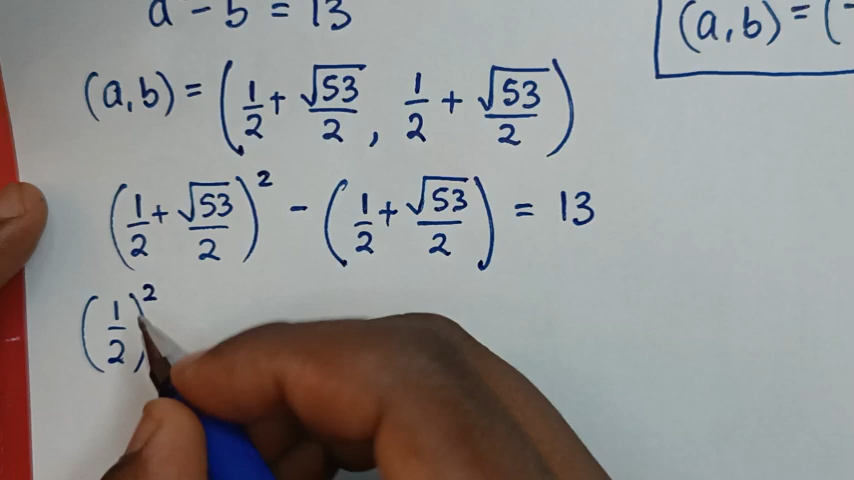 a - b = 13
(a,b) = (
(a,b) = (1/2 + √53/2, 1/2 + √53/2)
(1/2 + √53/2)² - (1/2 + √53/2) = 13
(1/2)²